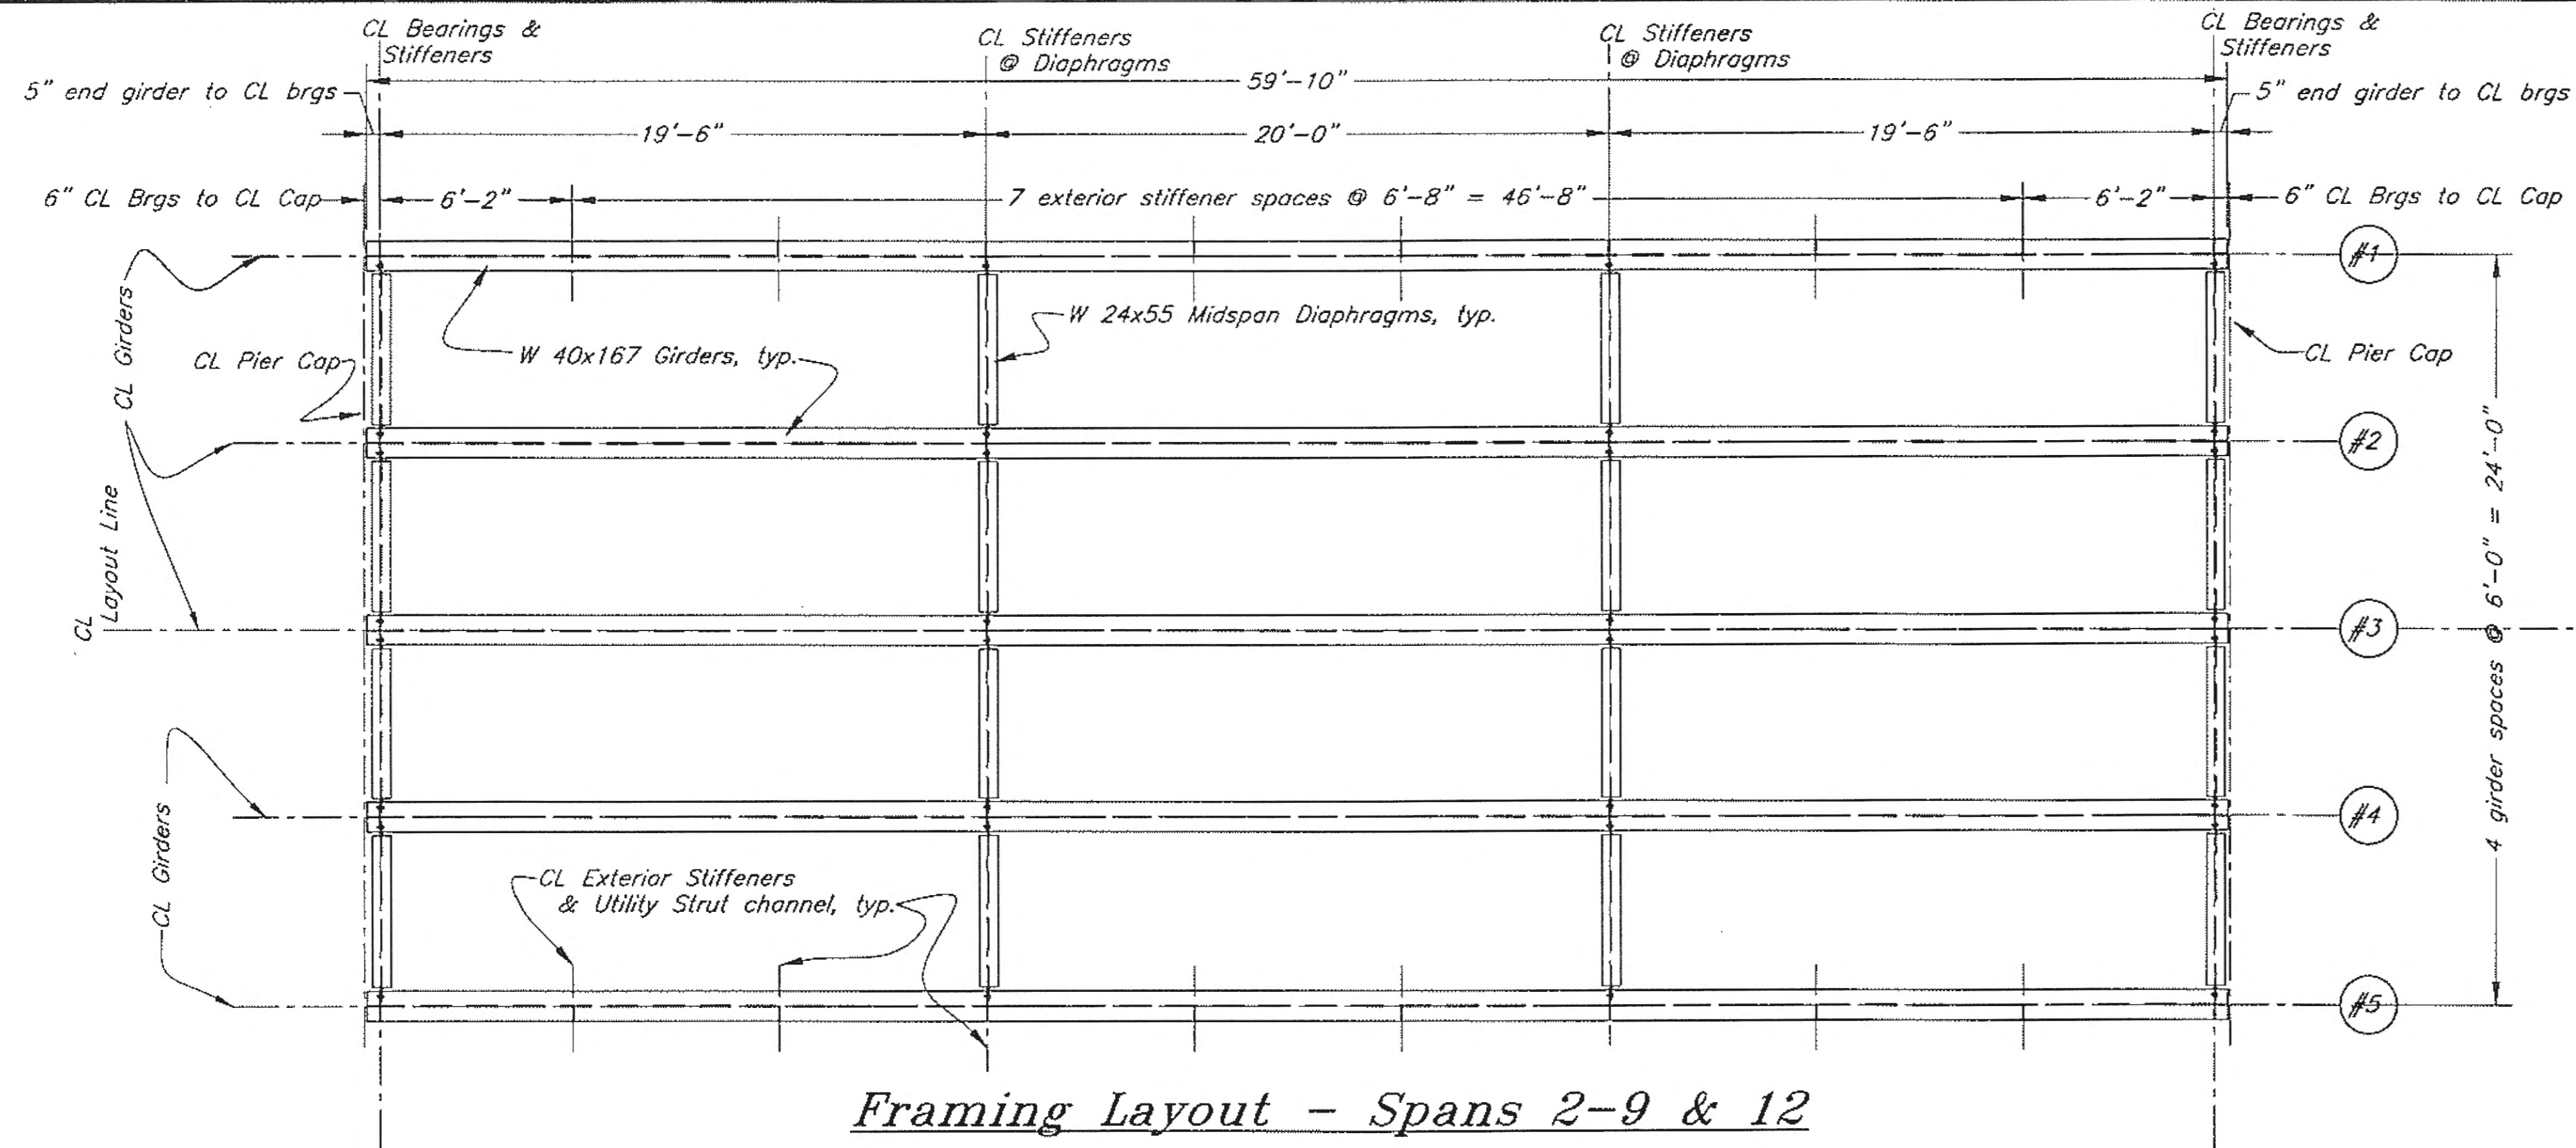 CL Bearings &
Stiffeners
CL Stiffeners
@ Diaphragms
CL Stiffeners
@ Diaphragms
CL Bearings &
Stiffeners
59'-10"
5" end girder to CL brgs
5" end girder to CL brgs
19'-6"
20'-0"
19'-6"
6" CL Brgs to CL Cap
6'-2"
7 exterior stiffener spaces @ 6'-8" = 46'-8"
6'-2"
6" CL Brgs to CL Cap
#1
CL Girders
W 24x55 Midspan Diaphragms, typ.
CL Pier Cap
W 40x167 Girders, typ.
CL Pier Cap
#2
CL
Layout Line
#3
4 girder spaces @ 6'-0" = 24'-0"
#4
CL Girders
CL Exterior Stiffeners
& Utility Strut channel, typ.
#5
Framing Layout - Spans 2-9 & 12